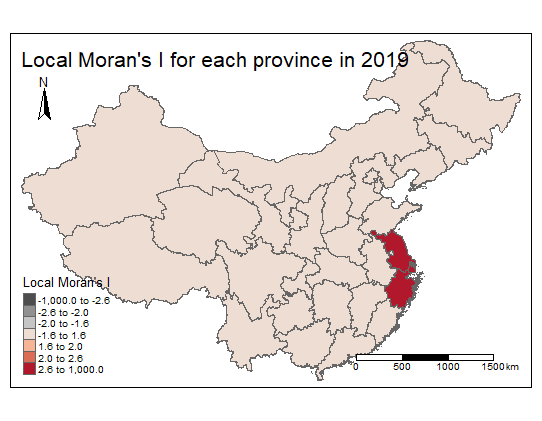 Local Moran's I for each province in 2019
N
Local Moran's I
-1,000.0 to -2.6
-2.6 to -2.0
-2.0 to -1.6
-1.6 to 1.6
1.6 to 2.0
2.0 to 2.6
2.6 to 1,000.0
0 500 1000 1500 km